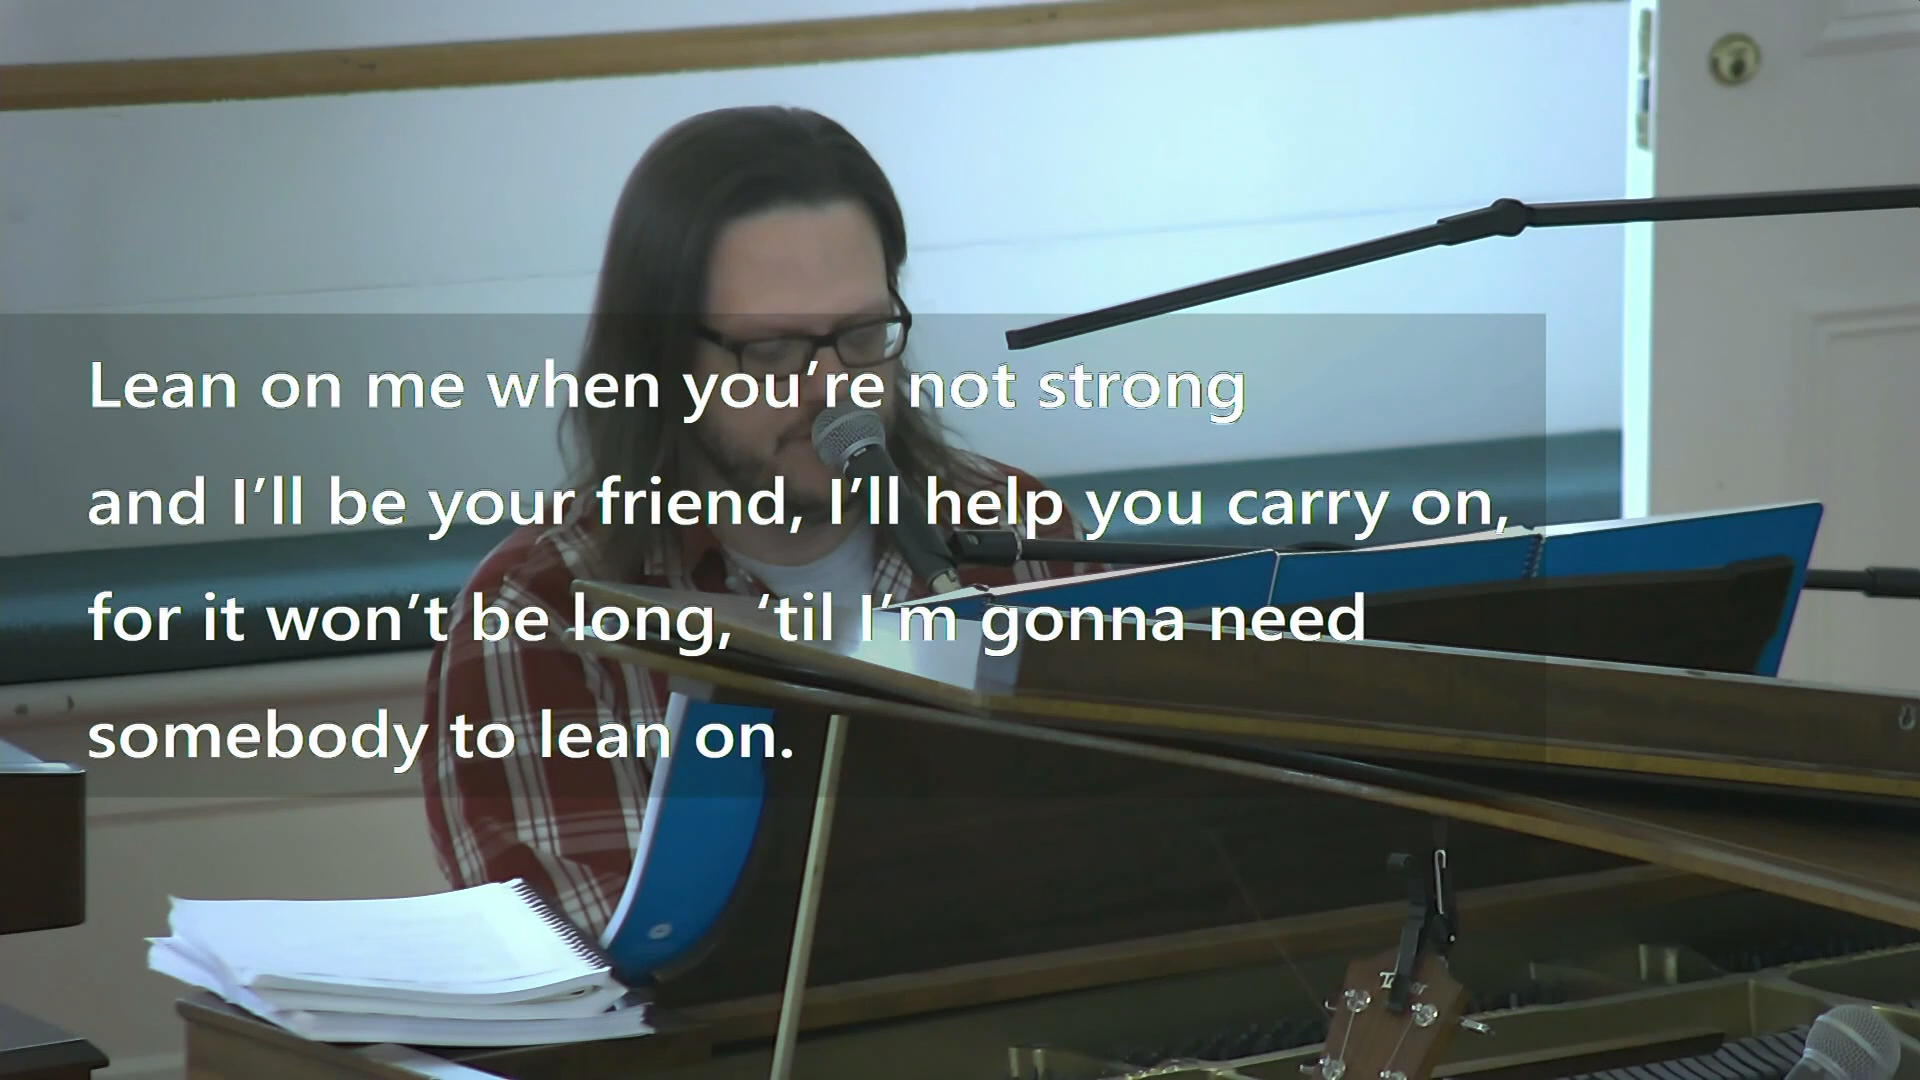 Lean on me when you’re not strong
and I’ll be your friend, I’ll help you carry on,
for it won’t be long, ‘til I’m gonna need
somebody to lean on.